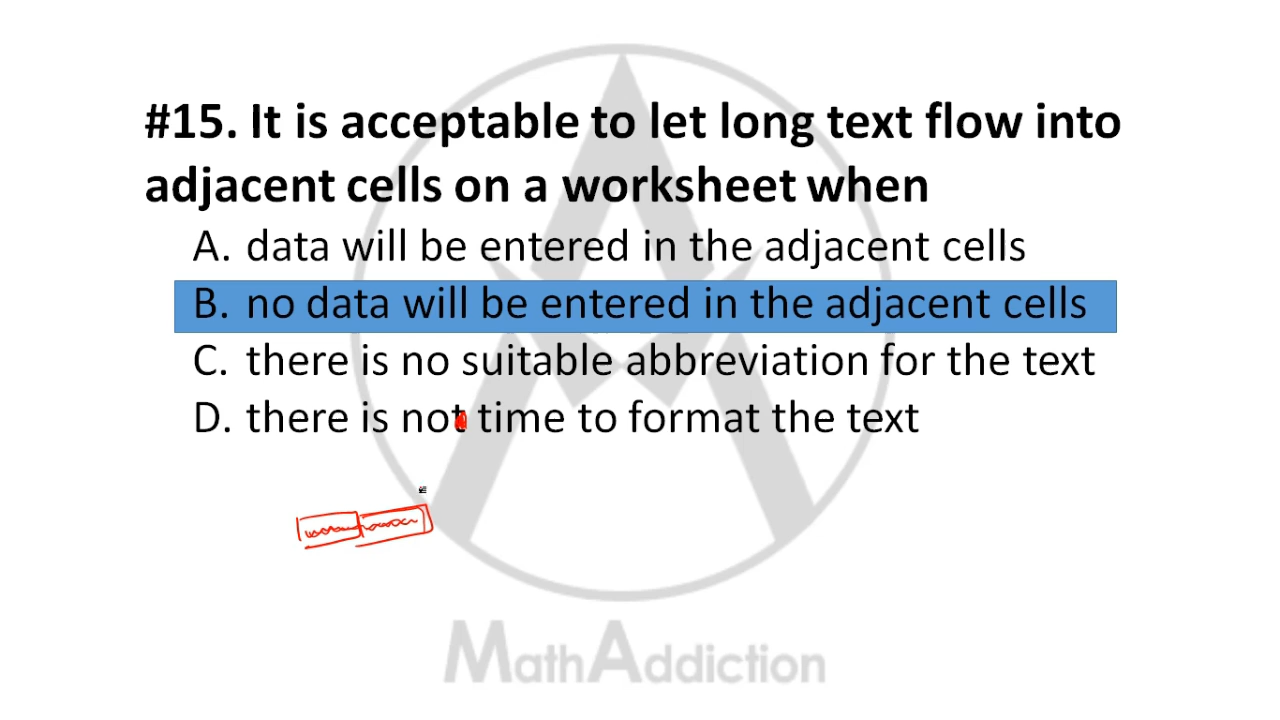 #15. It is acceptable to let long text flow into
adjacent cells on a worksheet when
A. data will be entered in the adjacent cells
B. no data will be entered in the adjacent cells
C. there is no suitable abbreviation for the text
D. there is not time to format the text
MathAddiction